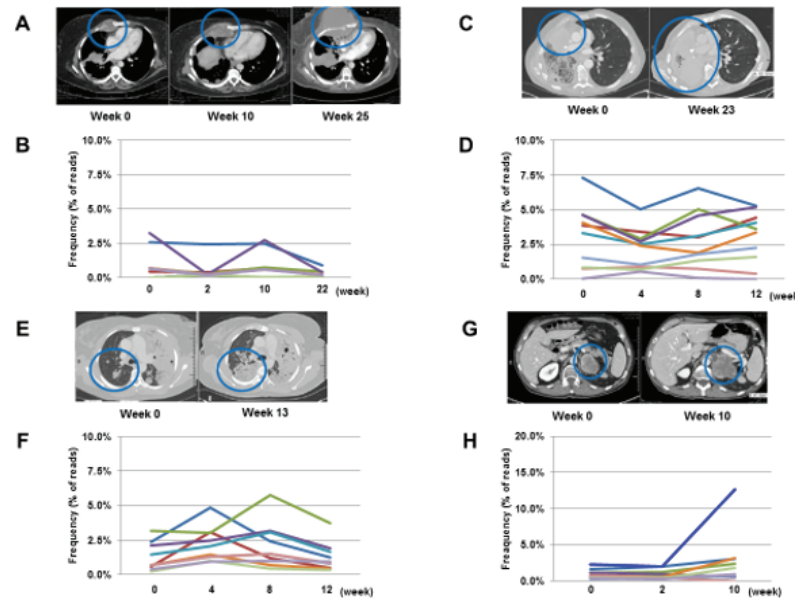 A
Week 0 Week 10 Week 25
C
Week 0 Week 23
B
Frequency (% of reads)
10.0%
7.5%
5.0%
2.5%
0.0%
0 2 10 22 (week)
D
Frequency (% of reads)
10.0%
7.5%
5.0%
2.5%
0.0%
0 4 8 12 (week
E
Week 0 Week 13
G
Week 0 Week 10
F
Frequency (% of reads)
10.0%
7.5%
5.0%
2.5%
0.0%
0 4 8 12 (week)
H
Freaquency (% of reads)
20.0%
15.0%
10.0%
5.0%
0.0%
0 2 10 (week)